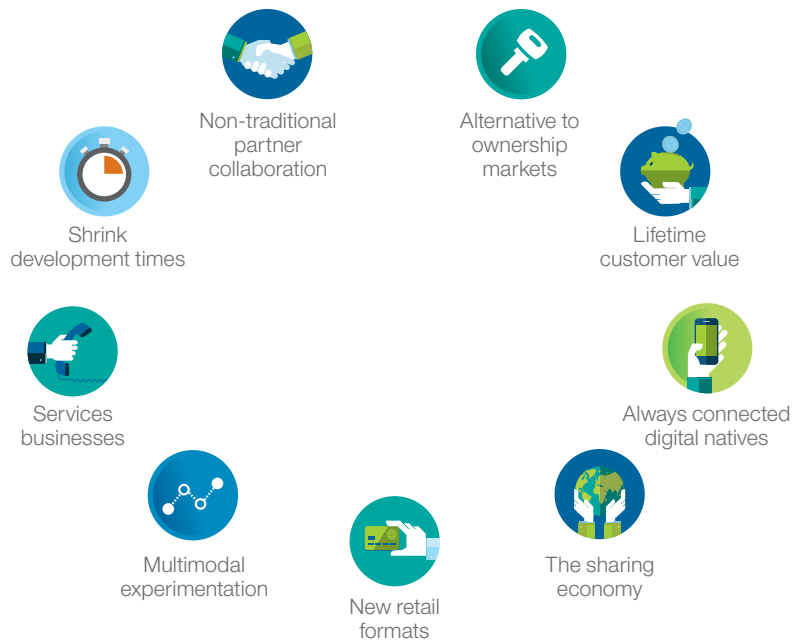 Non-traditional
partner
collaboration
Alternative to
ownership
markets
Shrink
development times
Lifetime
customer value
Services
businesses
Always connected
digital natives
Multimodal
experimentation
The sharing
economy
New retail
formats